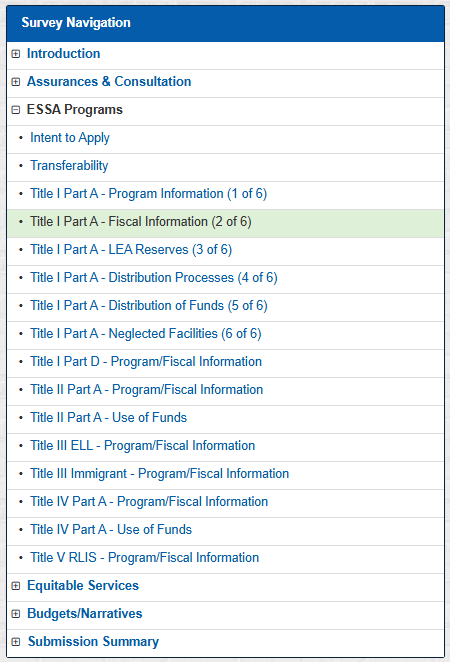 Survey Navigation
Introduction
Assurances & Consultation
ESSA Programs
• Intent to Apply
• Transferability
• Title I Part A - Program Information (1 of 6)
• Title I Part A - Fiscal Information (2 of 6)
• Title I Part A - LEA Reserves (3 of 6)
• Title I Part A - Distribution Processes (4 of 6)
• Title I Part A - Distribution of Funds (5 of 6)
• Title I Part A - Neglected Facilities (6 of 6)
• Title I Part D - Program/Fiscal Information
• Title II Part A - Program/Fiscal Information
• Title II Part A - Use of Funds
• Title III ELL - Program/Fiscal Information
• Title III Immigrant - Program/Fiscal Information
• Title IV Part A - Program/Fiscal Information
• Title IV Part A - Use of Funds
• Title V RLIS - Program/Fiscal Information
Equitable Services
Budgets/Narratives
Submission Summary